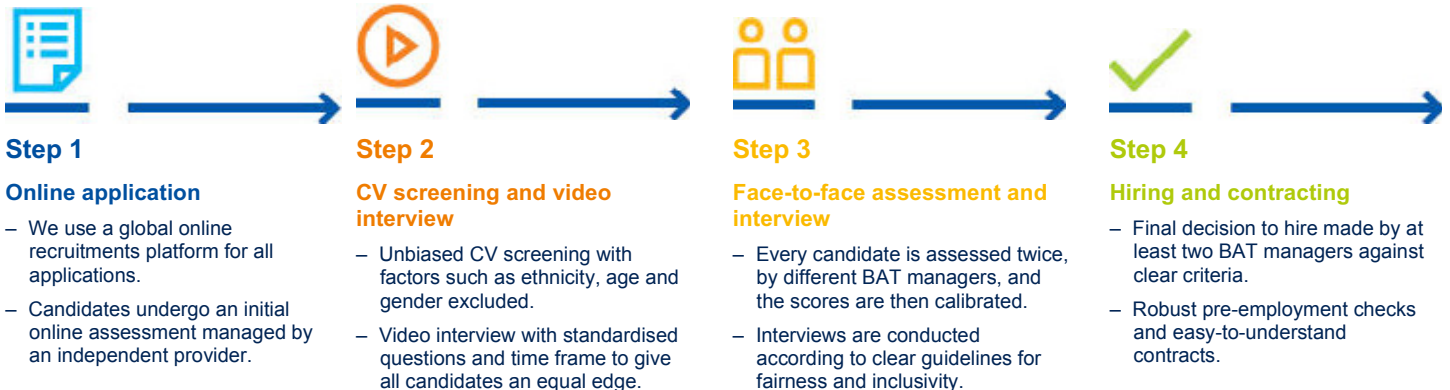 Step 1
Online application
– We use a global online
recruitments platform for all
applications.
– Candidates undergo an initial
online assessment managed by
an independent provider.
Step 2
CV screening and video
interview
– Unbiased CV screening with
factors such as ethnicity, age and
gender excluded.
– Video interview with standardised
questions and time frame to give
all candidates an equal edge.
Step 3
Face-to-face assessment and
interview
– Every candidate is assessed twice,
by different BAT managers, and
the scores are then calibrated.
– Interviews are conducted
according to clear guidelines for
fairness and inclusivity.
Step 4
Hiring and contracting
– Final decision to hire made by at
least two BAT managers against
clear criteria.
– Robust pre-employment checks
and easy-to-understand
contracts.